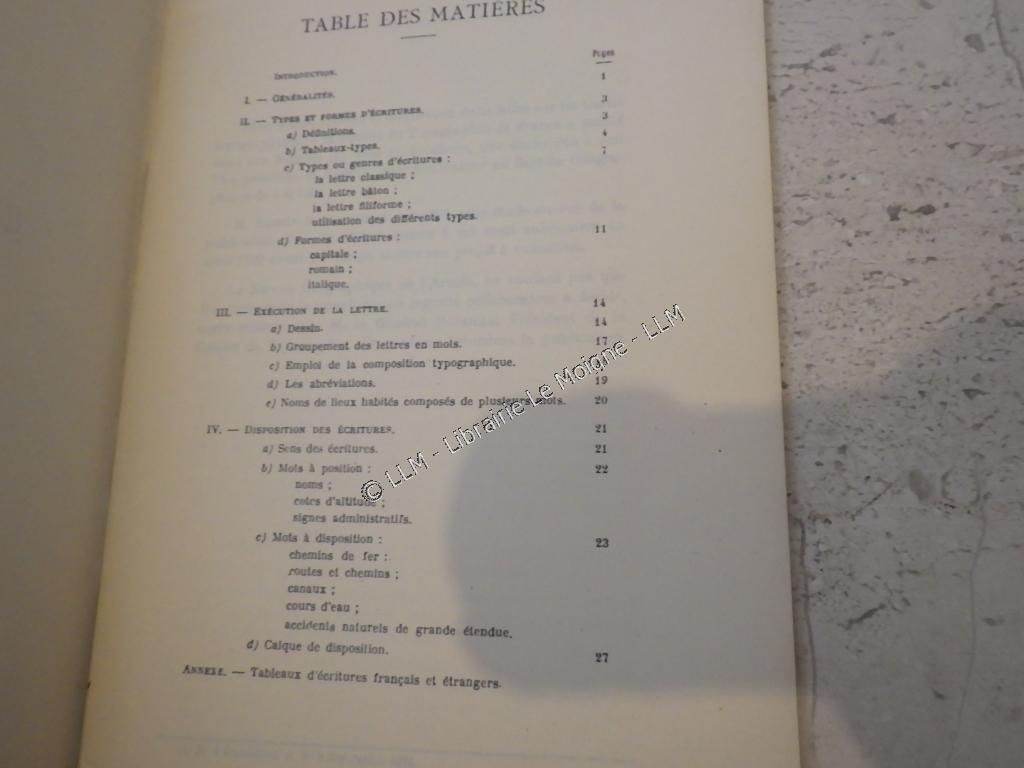 TABLE DES MATIÈRES
Pages
INTRODUCTION. 1
I. — GÉNÉRALITÉS. 3
II. — TYPES ET FORMES D'ÉCRITURES. 3
a) Définitions. 4
b) Tableaux-types. 7
c) Types ou genres d'écritures :
la lettre classique ;
la lettre bâton ;
la lettre filiforme ;
utilisation des différents types.
d) Formes d'écritures : 11
capitale ;
romain ;
italique.
III. — EXÉCUTION DE LA LETTRE. 14
a) Dessin. 14
b) Groupement des lettres en mots. 17
c) Emploi de la composition typographique.
d) Les abréviations. 19
e) Noms de lieux habités composés de plusieurs mots. 20
IV. — DISPOSITION DES ÉCRITURES. 21
a) Sens des écritures. 21
b) Mots à position : 22
noms ;
cotes d'altitude ;
signes administratifs.
c) Mots à disposition : 23
chemins de fer :
routes et chemins ;
canaux ;
cours d'eau ;
accidents naturels de grande étendue.
d) Calque de disposition. 27
ANNEXE. — Tableaux d'écritures français et étrangers.
© LLM - Librairie Le Moigne - LLM